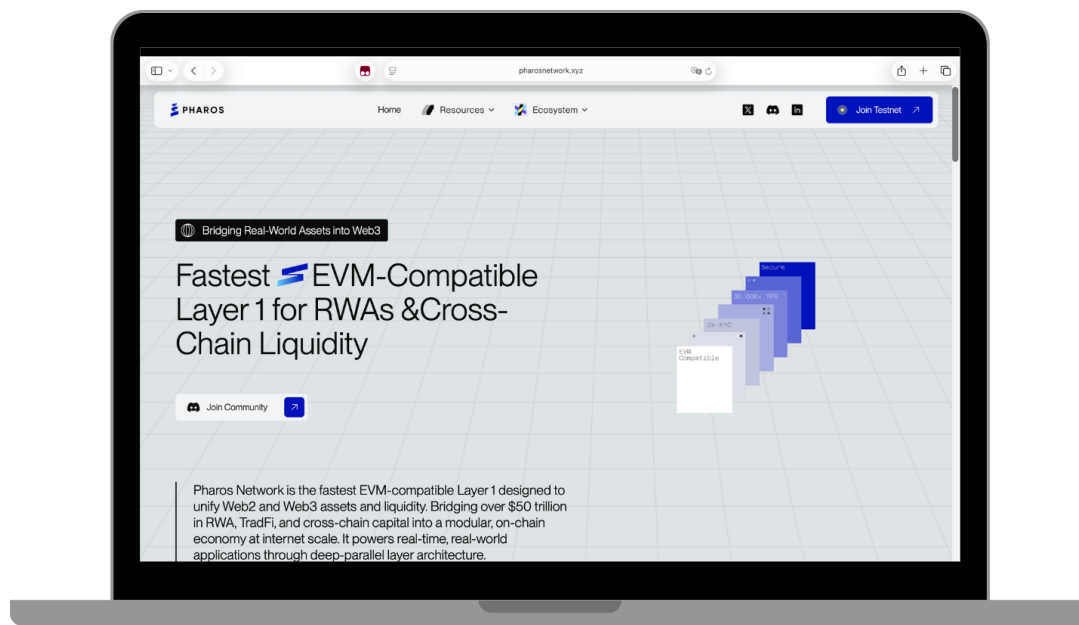 pharosnetwork.xyz
PHAROS
Home
Resources
Ecosystem
Join Testnet
Bridging Real-World Assets into Web3
Fastest EVM-Compatible
Layer 1 for RWAs &Cross-
Chain Liquidity
Secure
30,000+ TPS
zk-KYC
EVM
Compatible
Join Community
Pharos Network is the fastest EVM-compatible Layer 1 designed to
unify Web2 and Web3 assets and liquidity. Bridging over $50 trillion
in RWA, TradFi, and cross-chain capital into a modular, on-chain
economy at internet scale. It powers real-time, real-world
applications through deep-parallel layer architecture.